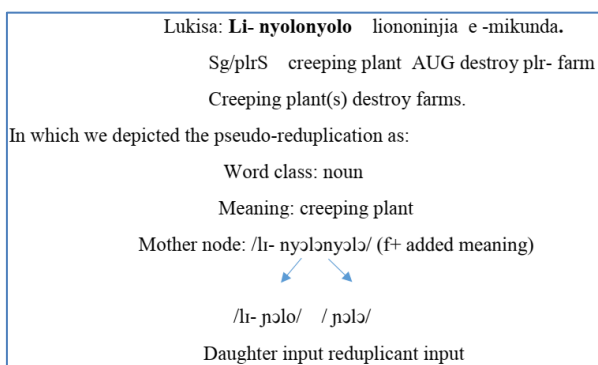 Lukisa: Li- nyolonyolo liononinjia e -mikunda.
Sg/plrS creeping plant AUG destroy plr- farm
Creeping plant(s) destroy farms.
In which we depicted the pseudo-reduplication as:
Word class: noun
Meaning: creeping plant
Mother node: /lɪ- nyɔlɔnyɔlɔ/ (f+ added meaning)
/lɪ- ɲɔlo/ / ɲɔlɔ/
Daughter input reduplicant input